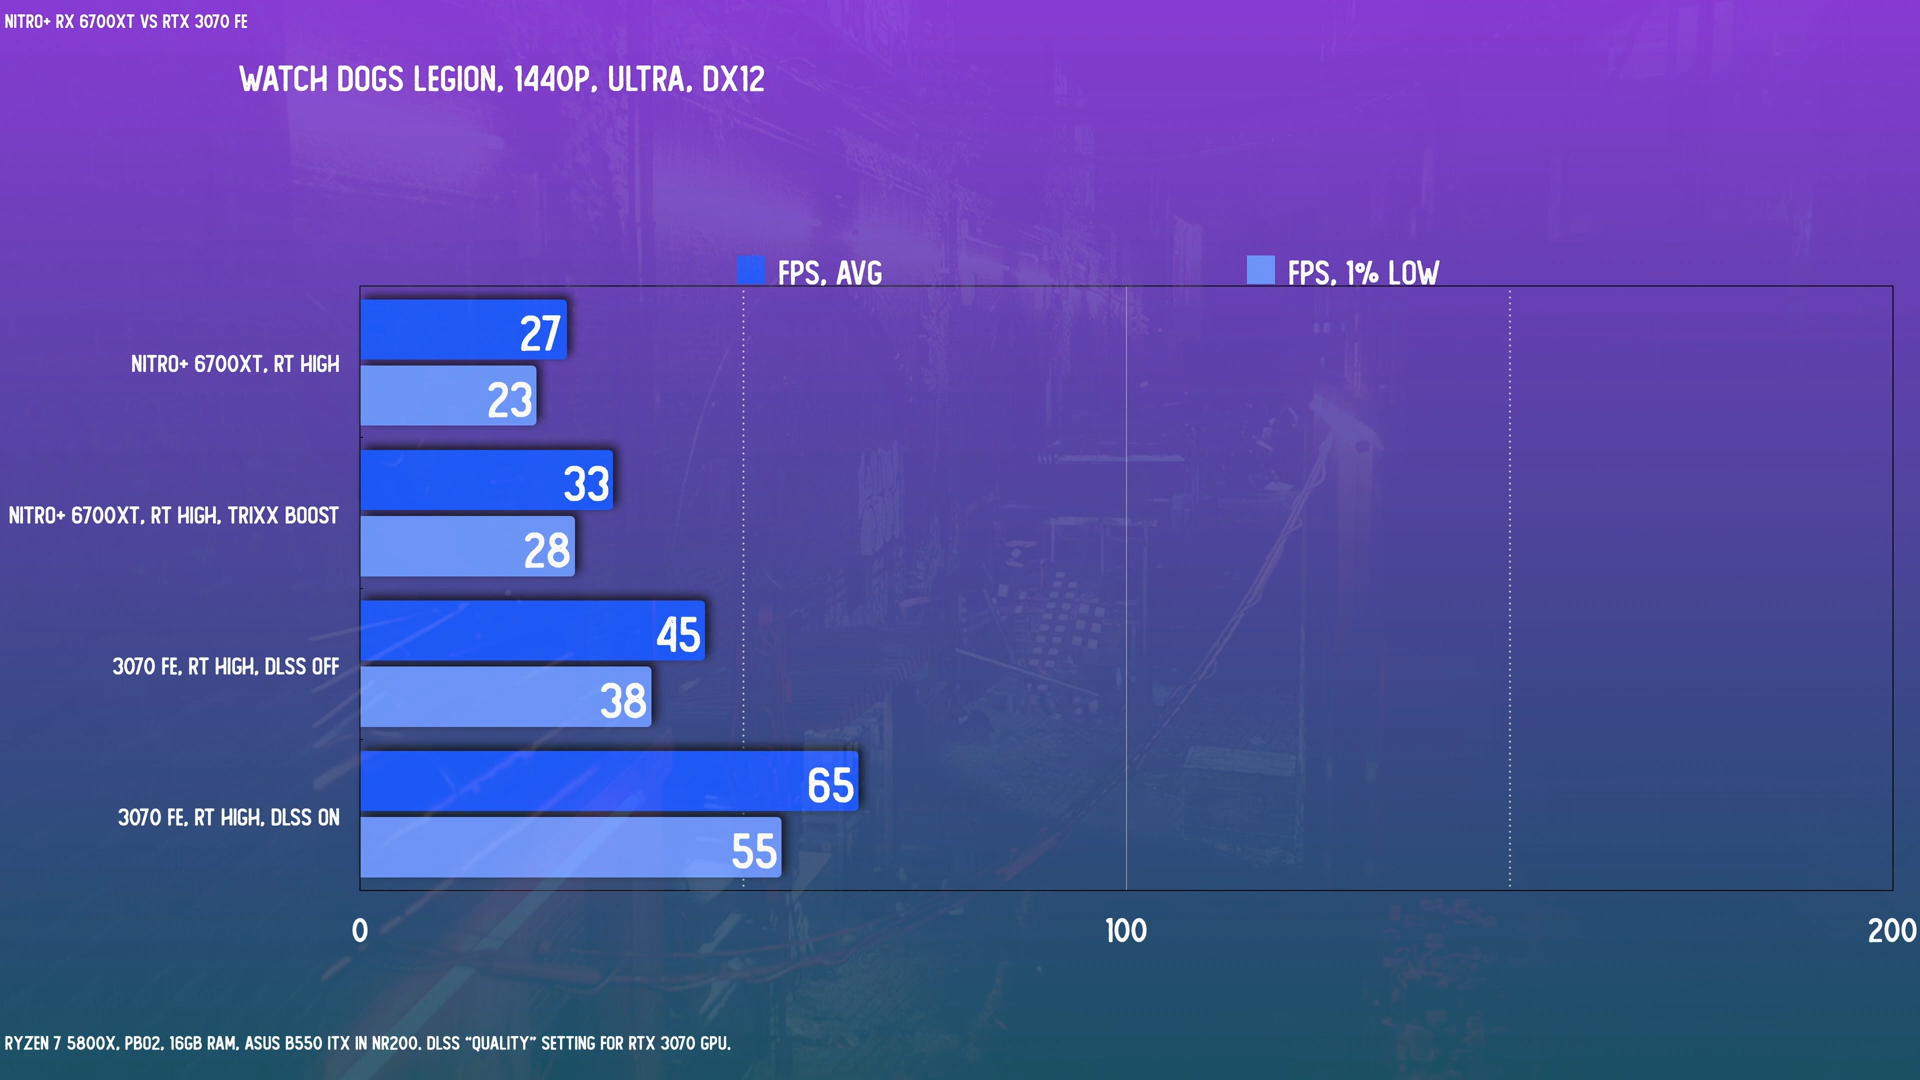 NITRO+ RX 6700XT VS RTX 3070 FE
WATCH DOGS LEGION, 1440P, ULTRA, DX12
FPS, AVG
FPS, 1% LOW
NITRO+ 6700XT, RT HIGH
27
23
NITRO+ 6700XT, RT HIGH, TRIXX BOOST
33
28
3070 FE, RT HIGH, DLSS OFF
45
38
3070 FE, RT HIGH, DLSS ON
65
55
0
100
200
RYZEN 7 5800X, PBO2, 16GB RAM, ASUS B550 ITX IN NR200. DLSS “QUALITY” SETTING FOR RTX 3070 GPU.